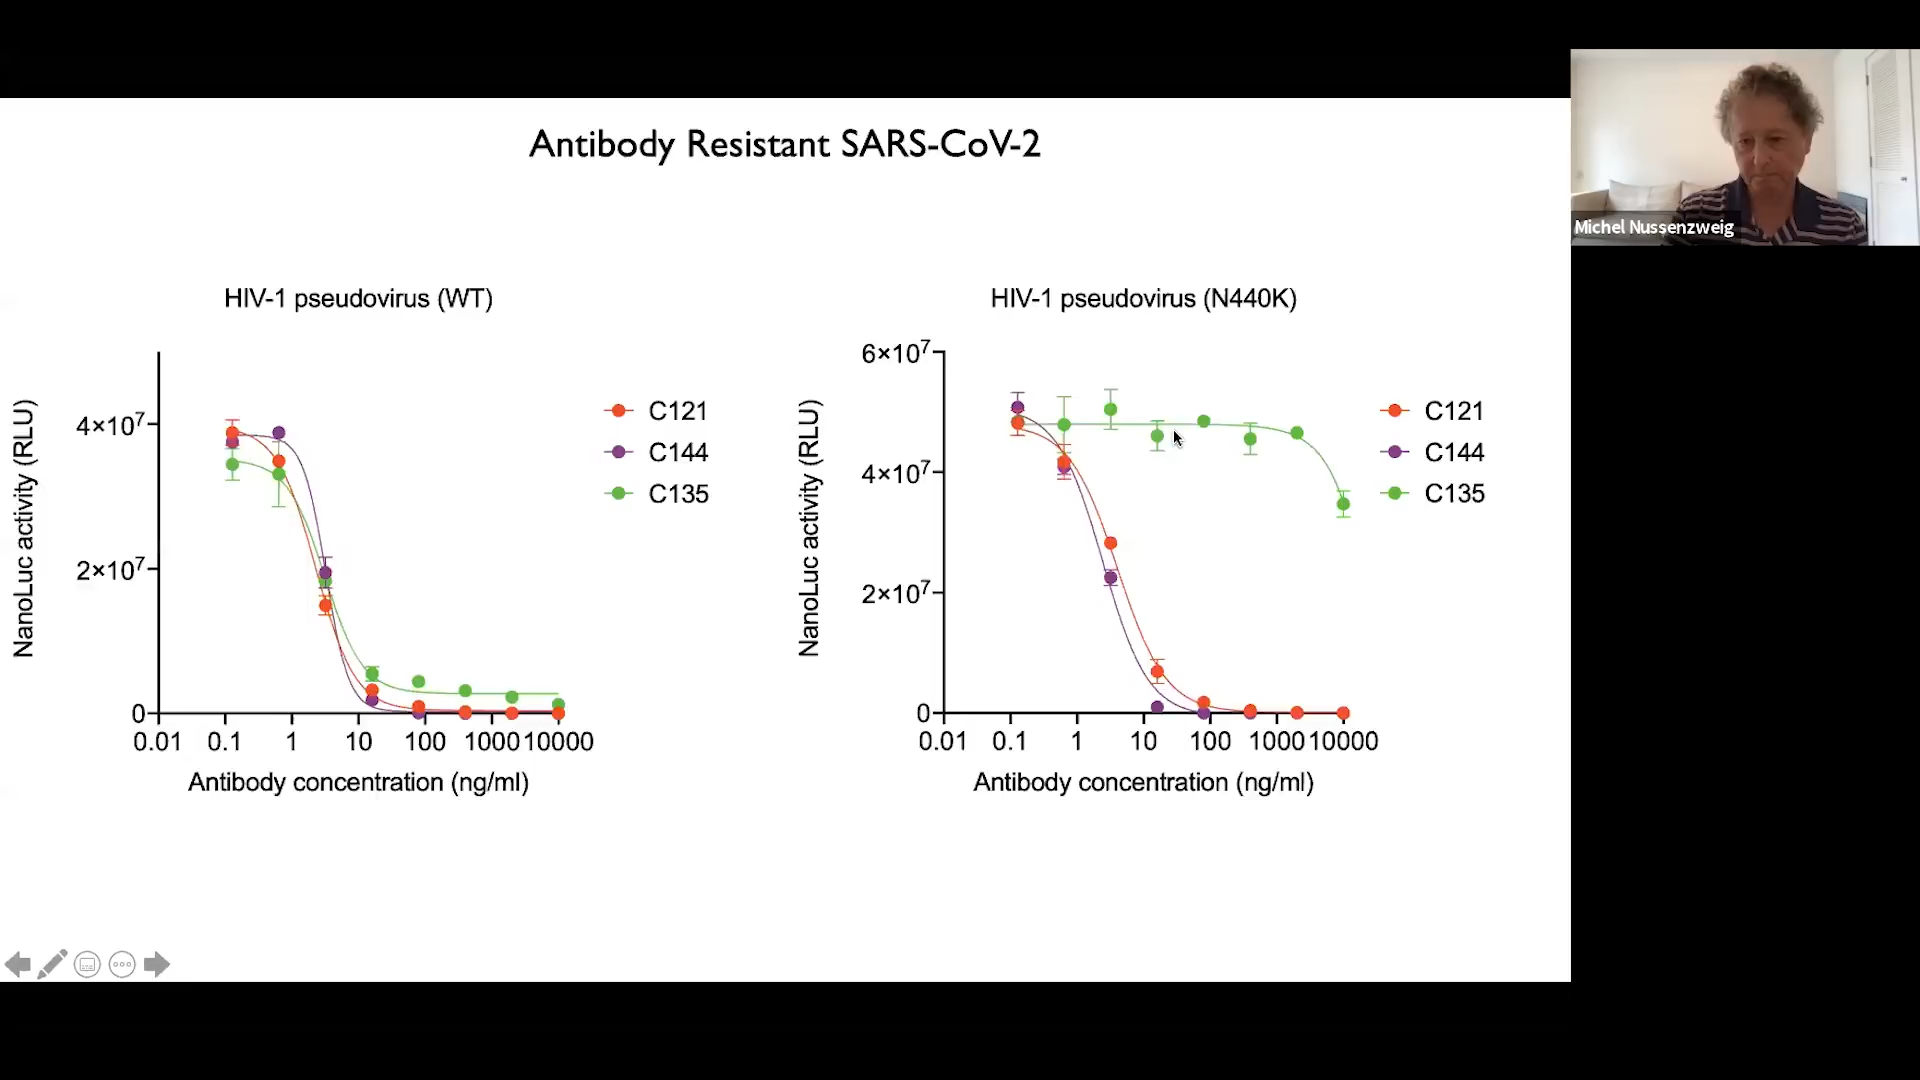 Antibody Resistant SARS-CoV-2
Michel Nussenzweig
HIV-1 pseudovirus (WT)
NanoLuc activity (RLU)
4×10⁷
2×10⁷
0
0.01 0.1 1 10 100 1000 10000
Antibody concentration (ng/ml)
C121
C144
C135
HIV-1 pseudovirus (N440K)
NanoLuc activity (RLU)
6×10⁷
4×10⁷
2×10⁷
0
0.01 0.1 1 10 100 1000 10000
Antibody concentration (ng/ml)
C121
C144
C135